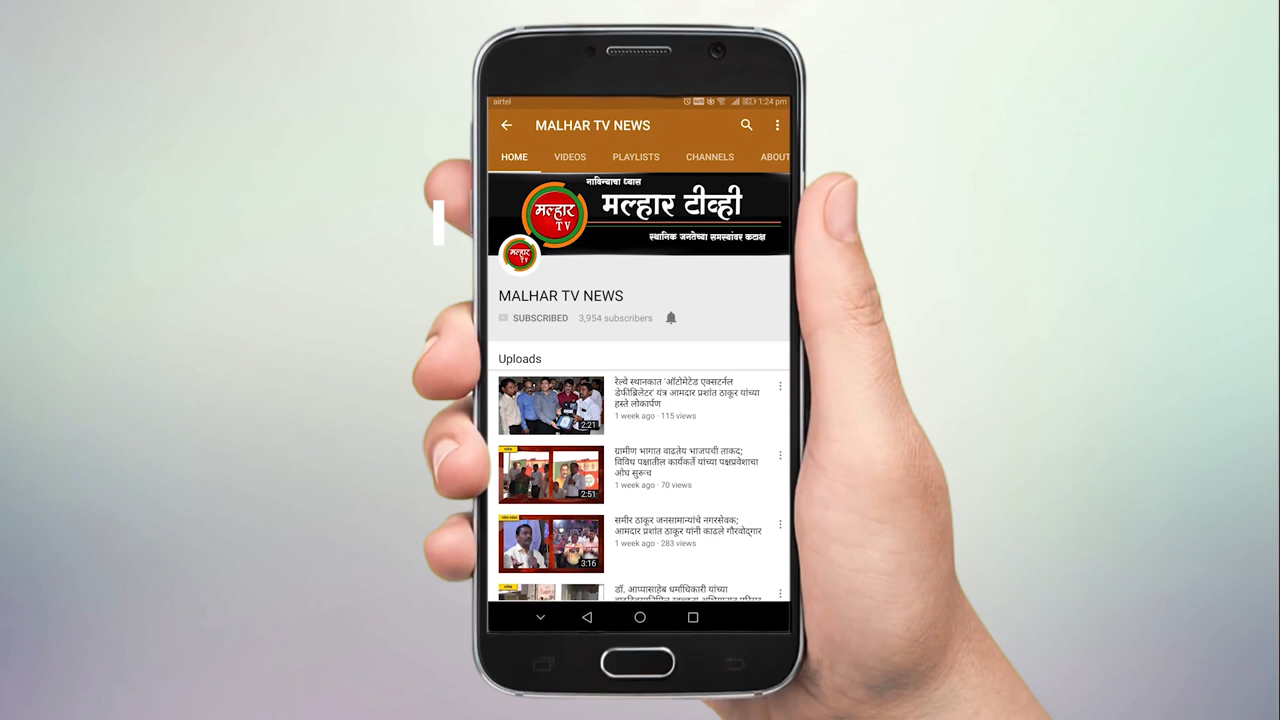 airtel
1:24 pm
MALHAR TV NEWS
HOME VIDEOS PLAYLISTS CHANNELS ABOUT
नाविन्याचा ध्यास
मल्हार टीव्ही
स्थानिक जनतेच्या समस्यांवर कटाक्ष
मल्हार
TV
मल्हार
TV
MALHAR TV NEWS
SUBSCRIBED 3,954 subscribers
Uploads
रेल्वे स्थानकात 'ऑटोमेटेड एक्सटर्नल
डेफीब्रिलेटर' यंत्र आमदार प्रशांत ठाकूर यांच्या
हस्ते लोकार्पण
1 week ago · 115 views
2:21
ग्रामीण भागात वाढतेय भाजपची ताकद;
विविध पक्षातील कार्यकर्ते यांच्या पक्षप्रवेशाचा
ओघ सुरूच
1 week ago · 70 views
2:51
समीर ठाकूर जनसामान्यांचे नगरसेवक;
आमदार प्रशांत ठाकूर यांनी काढले गौरवोद्गार
1 week ago · 283 views
3:16
डॉ. आप्पासाहेब धर्माधिकारी यांच्या